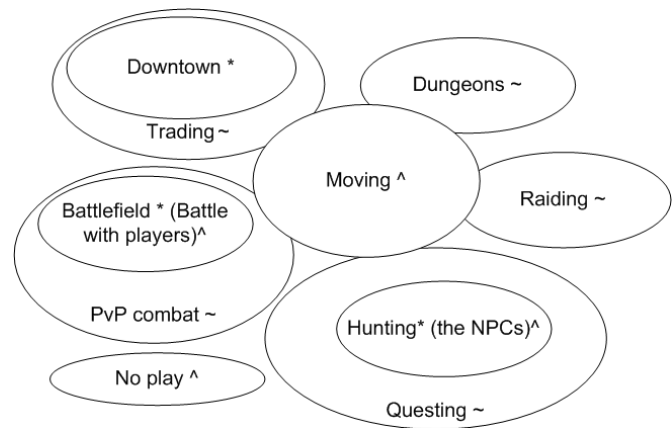 Downtown *
Trading ~
Dungeons ~
Moving ^
Raiding ~
Battlefield * (Battle
with players)^
PvP combat ~
Hunting* (the NPCs)^
No play ^
Questing ~